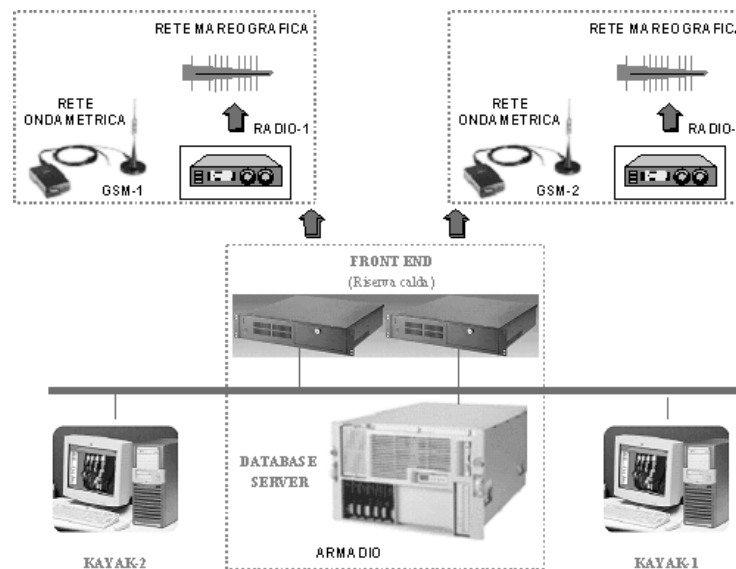 RETE MAREOGRAFICA
RETE
ONDAMETRICA
RADIO-1
GSM-1
RETE MAREOGRAFICA
RETE
ONDAMETRICA
RADIO-
GSM-2
FRONT END
(Riserva calda)
DATABASE
SERVER
ARMADIO
KAYAK-2
KAYAK-1